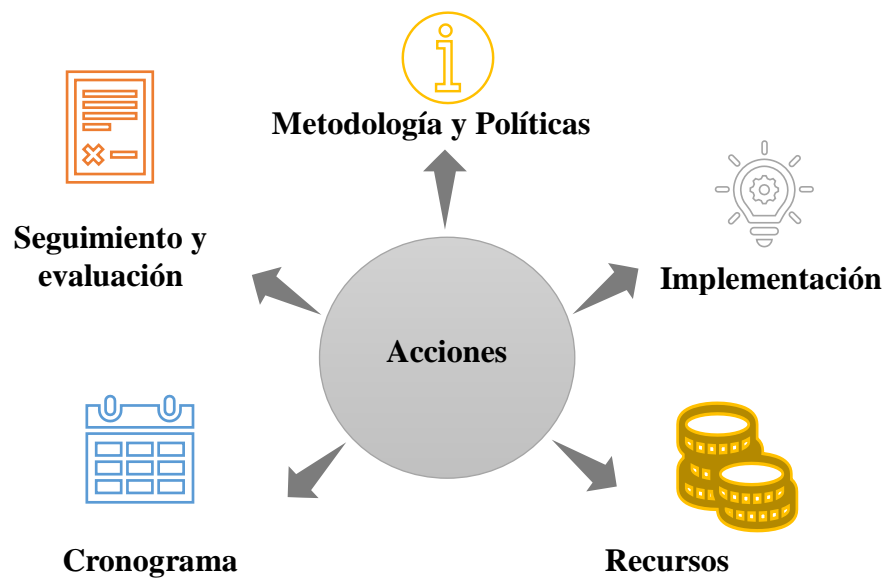 Metodología y Políticas
Seguimiento y
evaluación
Implementación
Acciones
Cronograma
Recursos